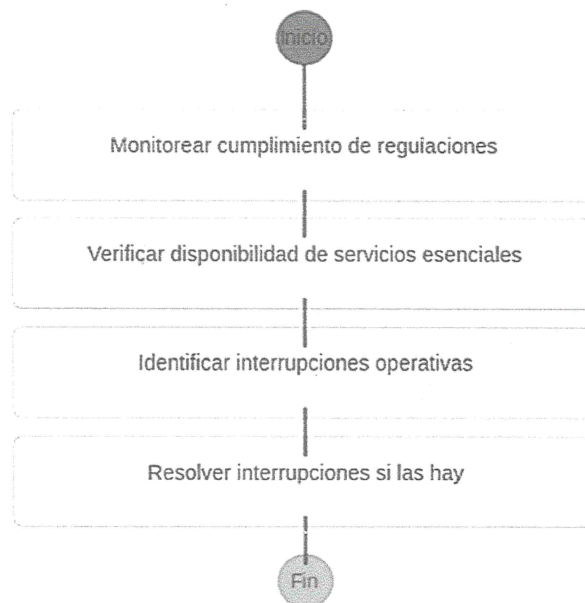 Inicio
Monitorear cumplimiento de regulaciones
Verificar disponibilidad de servicios esenciales
Identificar interrupciones operativas
Resolver interrupciones si las hay
Fin